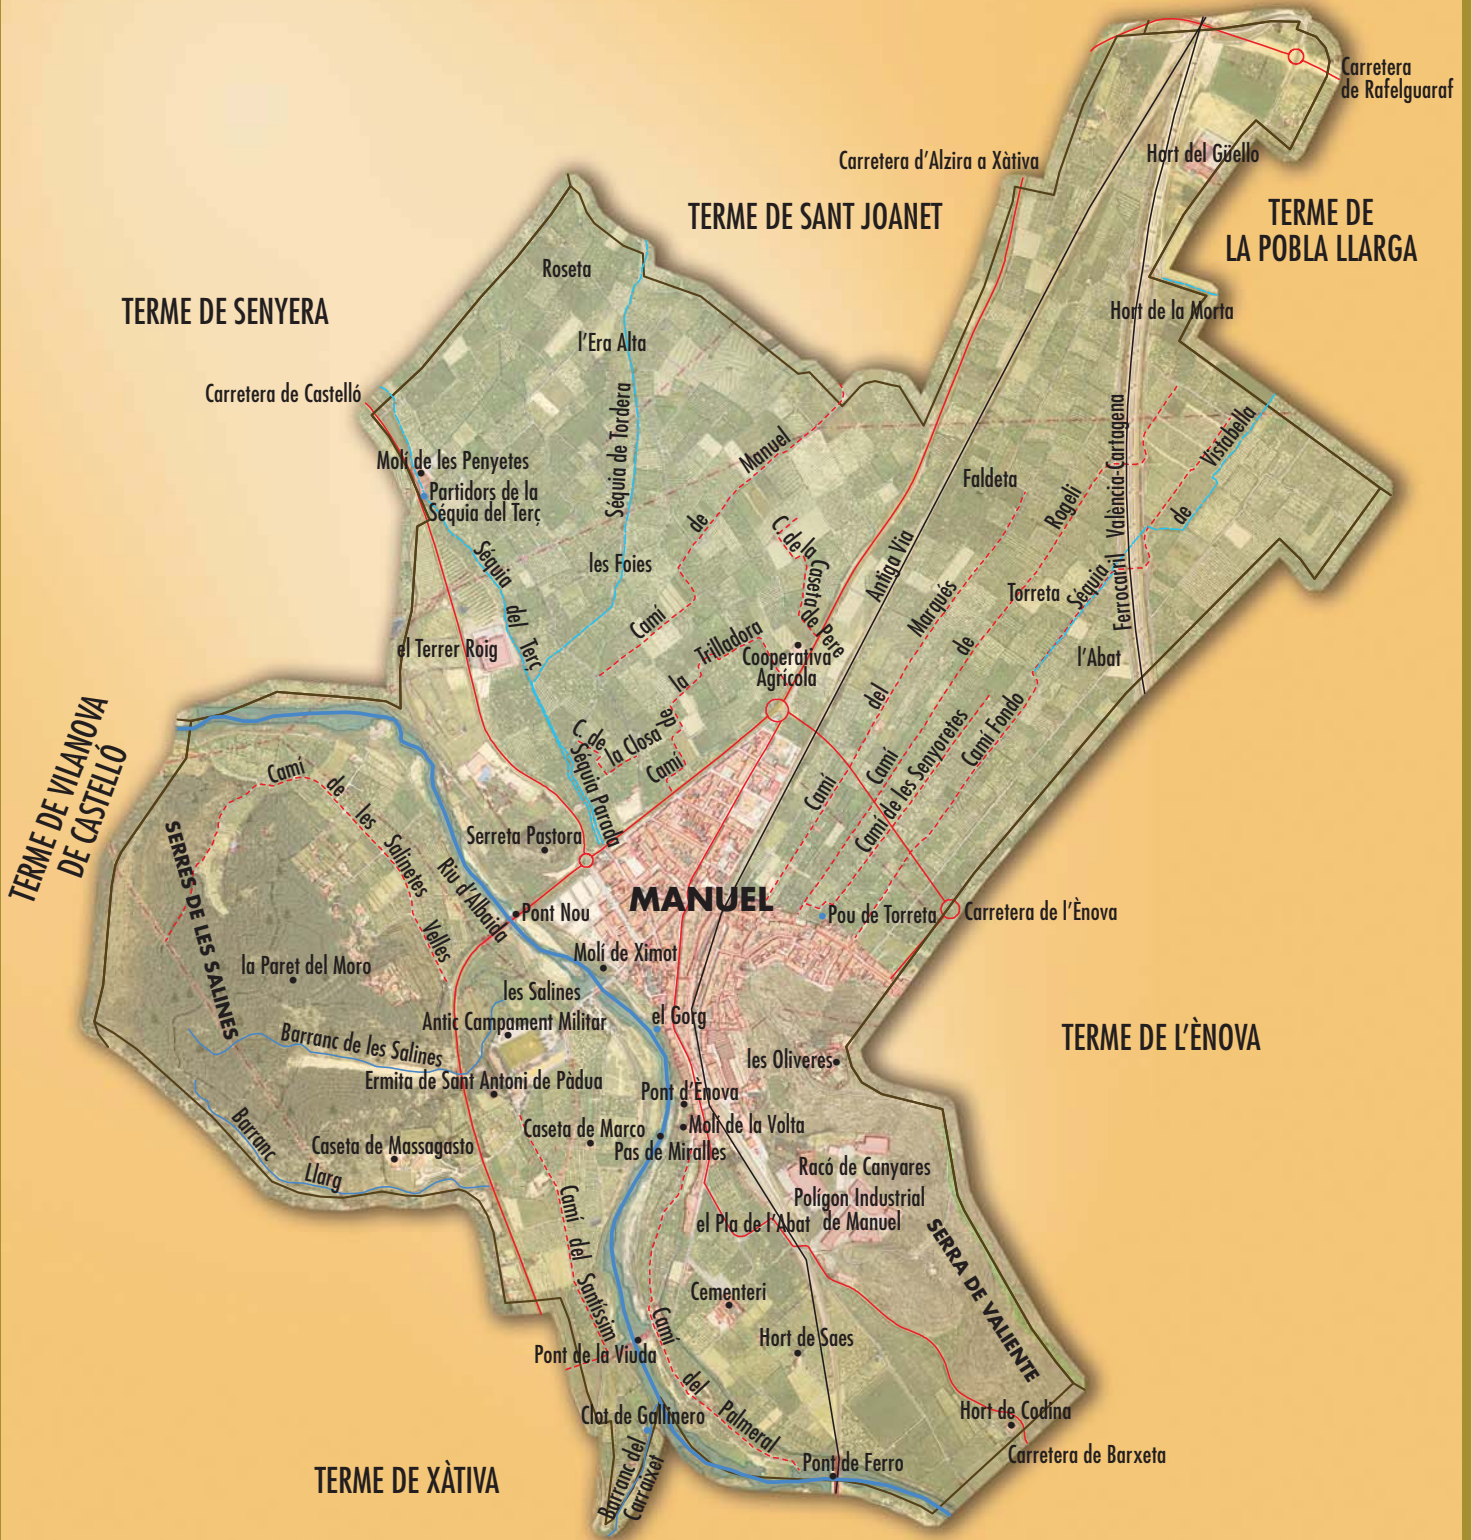 Carretera
de Rafelguaraf
Hort del Güello
Carretera d'Alzira a Xàtiva
TERME DE SANT JOANET
TERME DE
LA POBLA LLARGA
Roseta
TERME DE SENYERA
Hort de la Morta
l'Era Alta
Carretera de Castelló
Séquia de Tordera
Camí de Manuel
Séquia de Vistabella
Ferrocarril València-Cartagena
Molí de les Penyetes
Partidors de la
Séquia del Terç
Faldeta
Camí de Rogeli
C. de la Caseta de Pere
Antiga Via
Séquia del Terç
les Foies
Camí del Marqués
Torreta
el Terrer Roig
Camí de la Trilladora
Cooperativa
Agrícola
l'Abat
TERME DE VILANOVA
DE CASTELLÓ
C. de la Closa
Séquia Parada
Camí de les Senyoretes
Camí Fondo
Camí de les Salinetes Velles
SERRES DE LES SALINES
Serreta Pastora
Riu d'Albaida
MANUEL
Pont Nou
Pou de Torreta
Carretera de l'Ènova
la Paret del Moro
Molí de Ximot
les Salines
Antic Campament Militar
el Gorg
Barranc de les Salines
les Oliveres
TERME DE L'ÈNOVA
Ermita de Sant Antoni de Pàdua
Pont d'Ènova
Caseta de Marco
Molí de la Volta
Pas de Miralles
Barranc Llarg
Caseta de Massagasto
Racó de Canyares
Polígon Industrial
de Manuel
el Pla de l'Abat
Camí del Santíssim
SERRA DE VALIENTE
Cementeri
Hort de Saes
Pont de la Viuda
Camí del Palmeral
Clot de Gallinero
Hort de Codina
Carretera de Barxeta
Pont de Ferro
TERME DE XÀTIVA
Barranc del
Carraixet